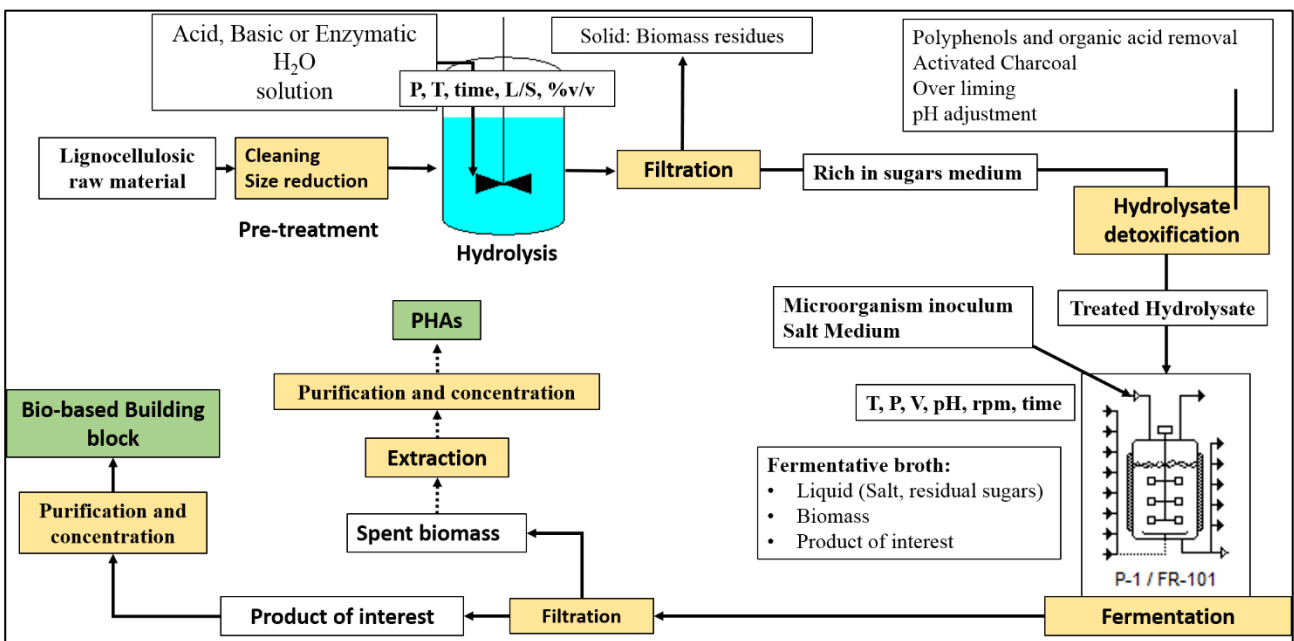 Acid, Basic or Enzymatic
H₂O
solution
P, T, time, L/S, %v/v
Solid: Biomass residues
Polyphenols and organic acid removal
Activated Charcoal
Over liming
pH adjustment
Lignocellulosic
raw material
Cleaning
Size reduction
Pre-treatment
Hydrolysis
Filtration
Rich in sugars medium
Hydrolysate
detoxification
Treated Hydrolysate
Microorganism inoculum
Salt Medium
T, P, V, pH, rpm, time
Fermentative broth:
• Liquid (Salt, residual sugars)
• Biomass
• Product of interest
P-1 / FR-101
Fermentation
Filtration
Spent biomass
Extraction
Purification and concentration
PHAs
Product of interest
Purification and
concentration
Bio-based Building
block